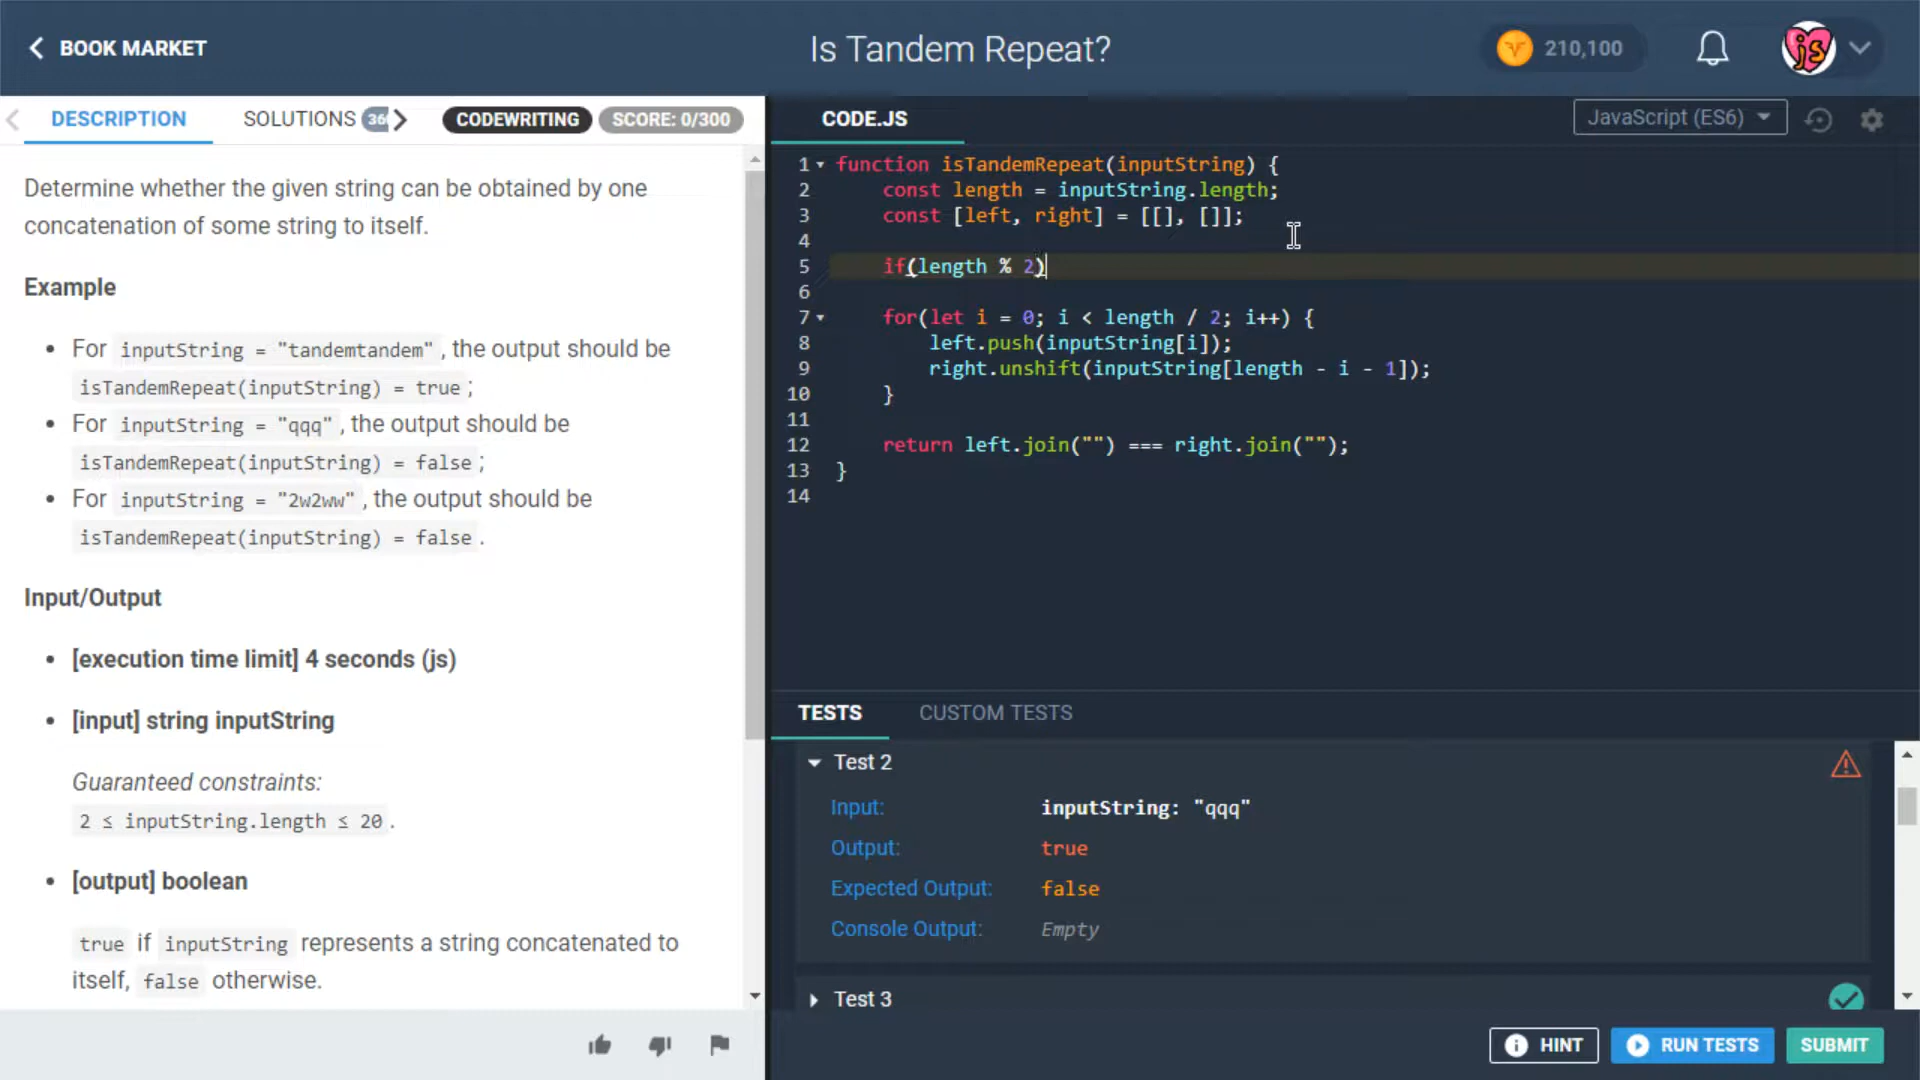 BOOK MARKET
Is Tandem Repeat?
210,100
js
DESCRIPTION
SOLUTIONS
CODEWRITING
SCORE: 0/300
Determine whether the given string can be obtained by one
concatenation of some string to itself.
Example
• For inputString = "tandemtandem", the output should be
isTandemRepeat(inputString) = true;
• For inputString = "qqq", the output should be
isTandemRepeat(inputString) = false;
• For inputString = "2w2ww", the output should be
isTandemRepeat(inputString) = false.
Input/Output
• [execution time limit] 4 seconds (js)
• [input] string inputString
Guaranteed constraints:
2 ≤ inputString.length ≤ 20.
• [output] boolean
true if inputString represents a string concatenated to
itself, false otherwise.
CODE.JS
JavaScript (ES6)
1 function isTandemRepeat(inputString) {
2 const length = inputString.length;
3 const [left, right] = [[], []];
4
5 if(length % 2)
6
7 for(let i = 0; i < length / 2; i++) {
8 left.push(inputString[i]);
9 right.unshift(inputString[length - i - 1]);
10 }
11
12 return left.join("") === right.join("");
13 }
14
TESTS
CUSTOM TESTS
Test 2
Input: inputString: "qqq"
Output: true
Expected Output: false
Console Output: Empty
Test 3
HINT
RUN TESTS
SUBMIT